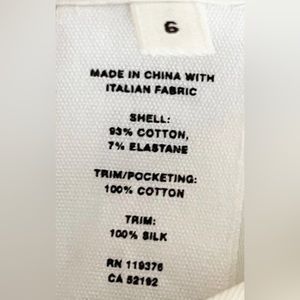 6
MADE IN CHINA WITH
ITALIAN FABRIC
SHELL:
93% COTTON,
7% ELASTANE
TRIM/POCKETING:
100% COTTON
TRIM:
100% SILK
RN 119376
CA 52192